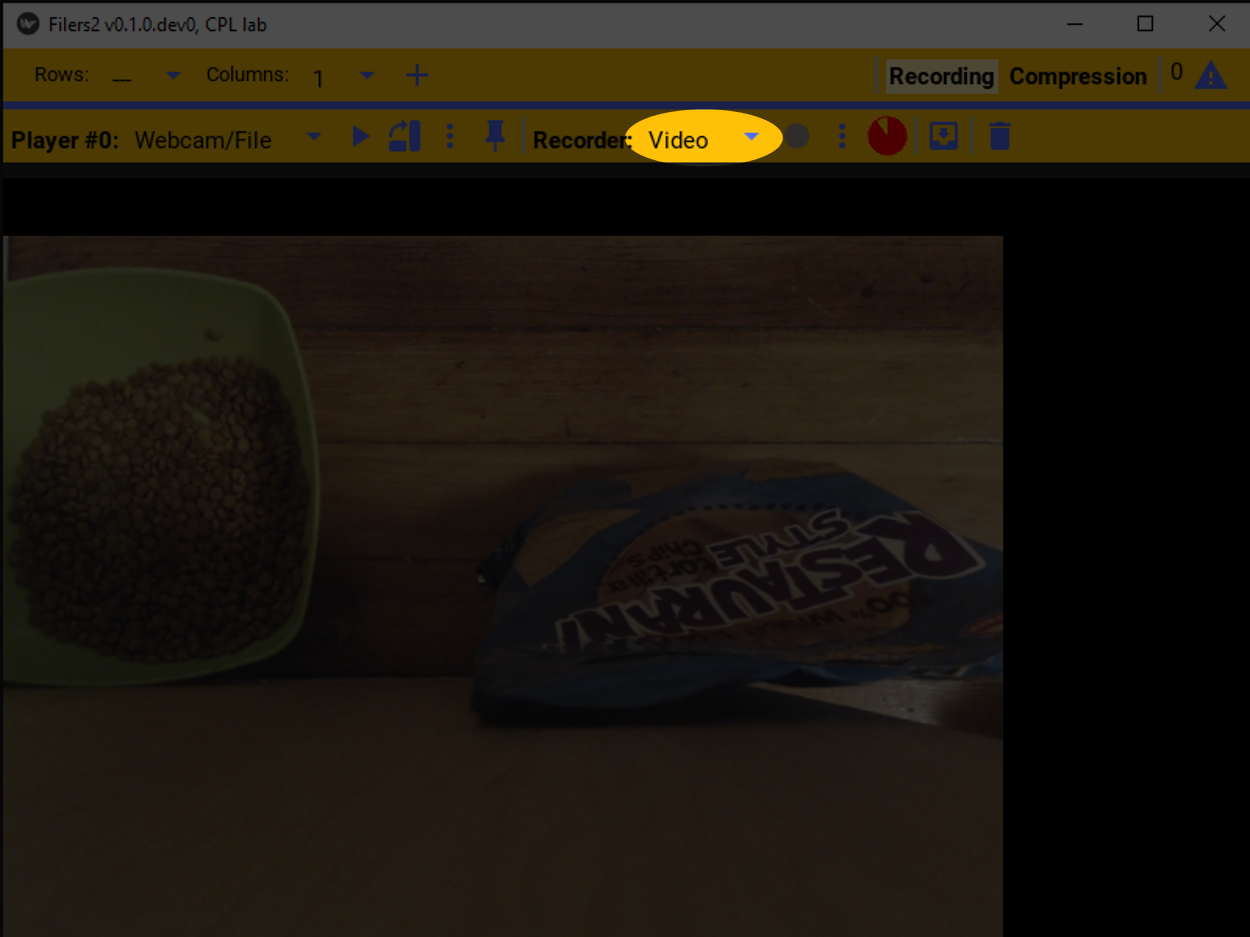 Filers2 v0.1.0.dev0, CPL lab
Rows: __ Columns: 1 Recording Compression 0
Player #0: Webcam/File Recorder: Video
RESTAURANT
STYLE
tortilla
CHIPS
100% WHITE